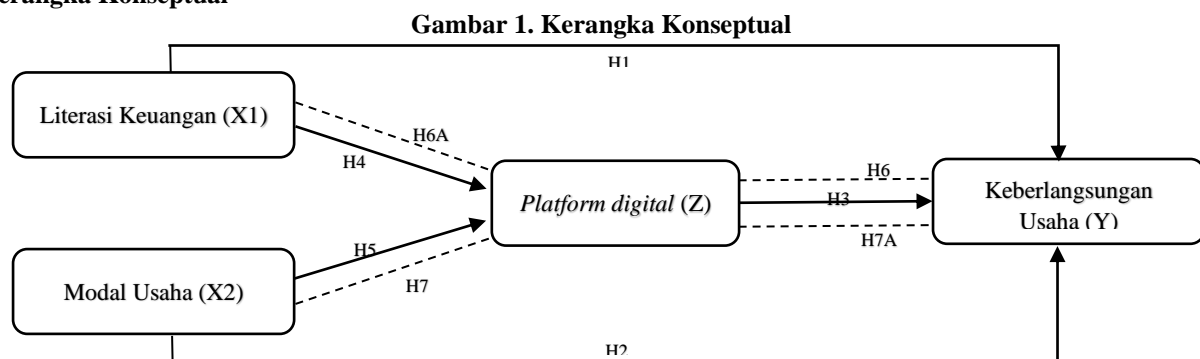 Kerangka Konseptual
Gambar 1. Kerangka Konseptual
H1
Literasi Keuangan (X1)
H6A
H4
Platform digital (Z)
H6
H3
H7A
Keberlangsungan
Usaha (Y)
H5
H7
Modal Usaha (X2)
H2